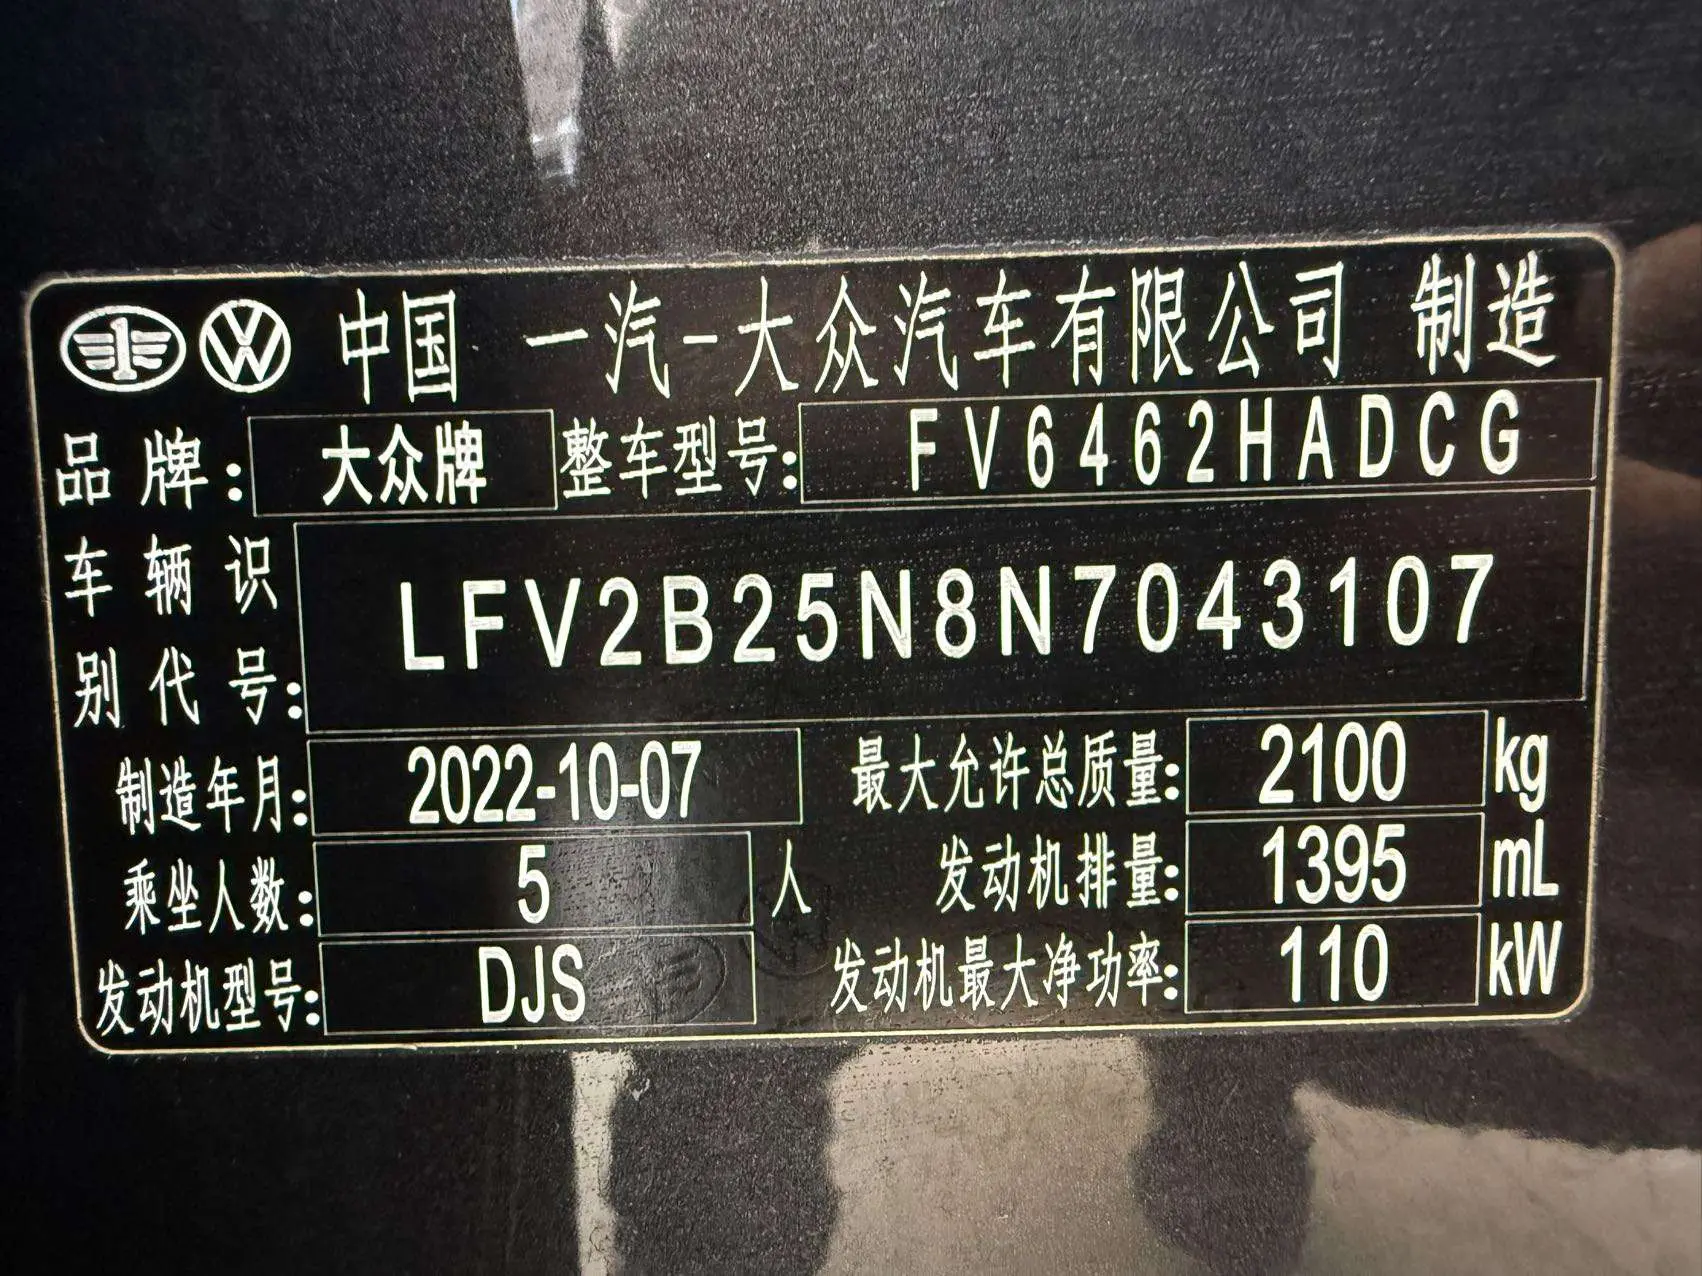 中国 一汽-大众汽车有限公司 制造
品牌: 大众牌 整车型号: FV6462HADCG
车辆识别代号: LFV2B25N8N7043107
制造年月: 2022-10-07 最大允许总质量: 2100 kg
乘坐人数: 5 人 发动机排量: 1395 mL
发动机型号: DJS 发动机最大净功率: 110 kW